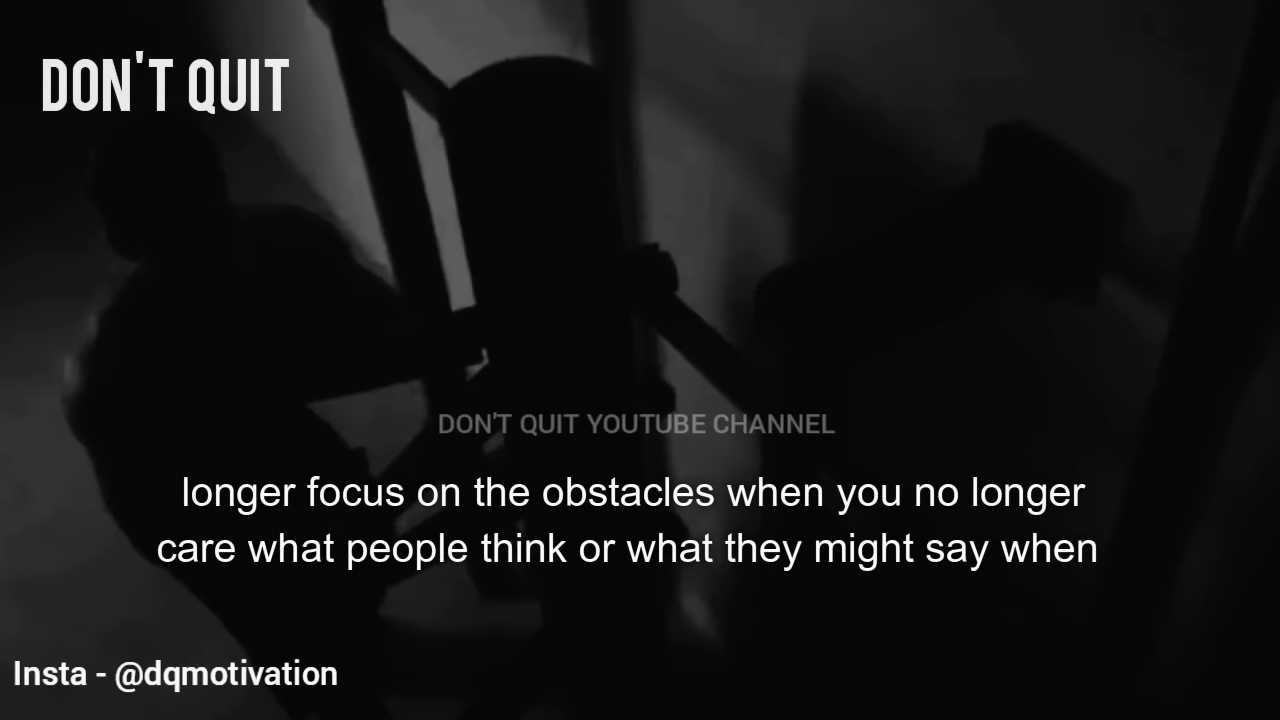 DON'T QUIT
DON'T QUIT YOUTUBE CHANNEL
longer focus on the obstacles when you no longer
care what people think or what they might say when
Insta - @dqmotivation